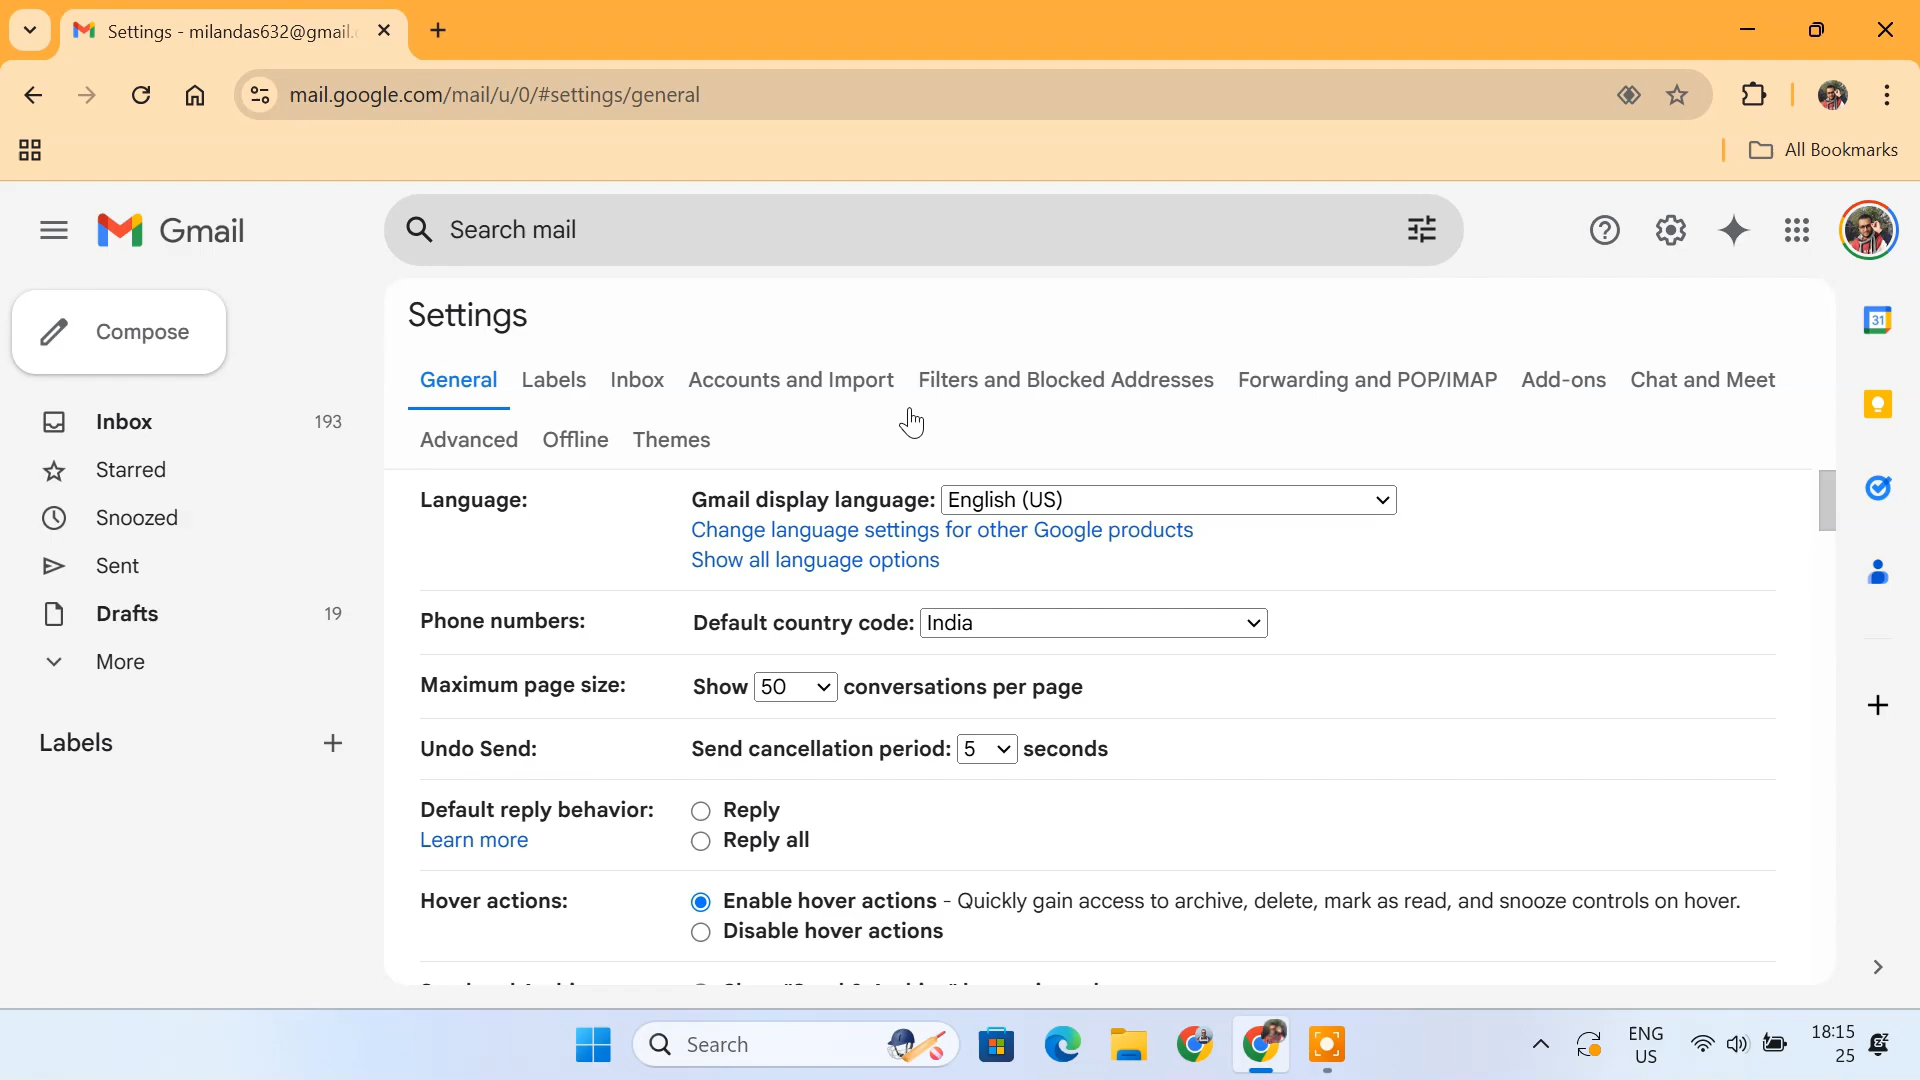 Settings - milandas632@gmail.
mail.google.com/mail/u/0/#settings/general
All Bookmarks
Gmail
Search mail
Compose
Inbox 193
Starred
Snoozed
Sent
Drafts 19
More
Labels
Settings
General Labels Inbox Accounts and Import Filters and Blocked Addresses Forwarding and POP/IMAP Add-ons Chat and Meet
Advanced Offline Themes
Language: Gmail display language: English (US)
Change language settings for other Google products
Show all language options
Phone numbers: Default country code: India
Maximum page size: Show 50 conversations per page
Undo Send: Send cancellation period: 5 seconds
Default reply behavior: Reply
Learn more Reply all
Hover actions: Enable hover actions - Quickly gain access to archive, delete, mark as read, and snooze controls on hover.
Disable hover actions
31
Search
ENG
US
18:15
25